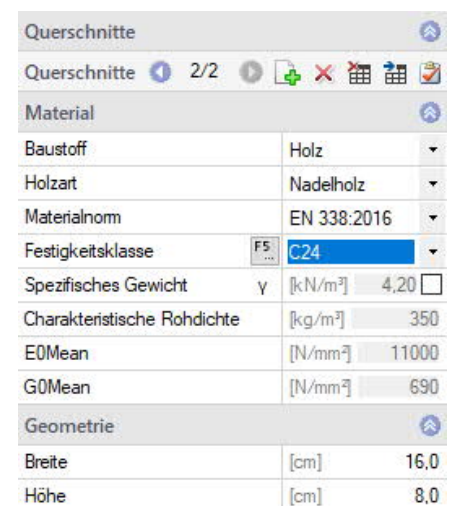 Querschnitte
Querschnitte 2/2
Material
Baustoff Holz
Holzart Nadelholz
Materialnorm EN 338:2016
Festigkeitsklasse F5 ... C24
Spezifisches Gewicht γ [kN/m³] 4,20
Charakteristische Rohdichte [kg/m³] 350
E0Mean [N/mm²] 11000
G0Mean [N/mm²] 690
Geometrie
Breite [cm] 16,0
Höhe [cm] 8,0